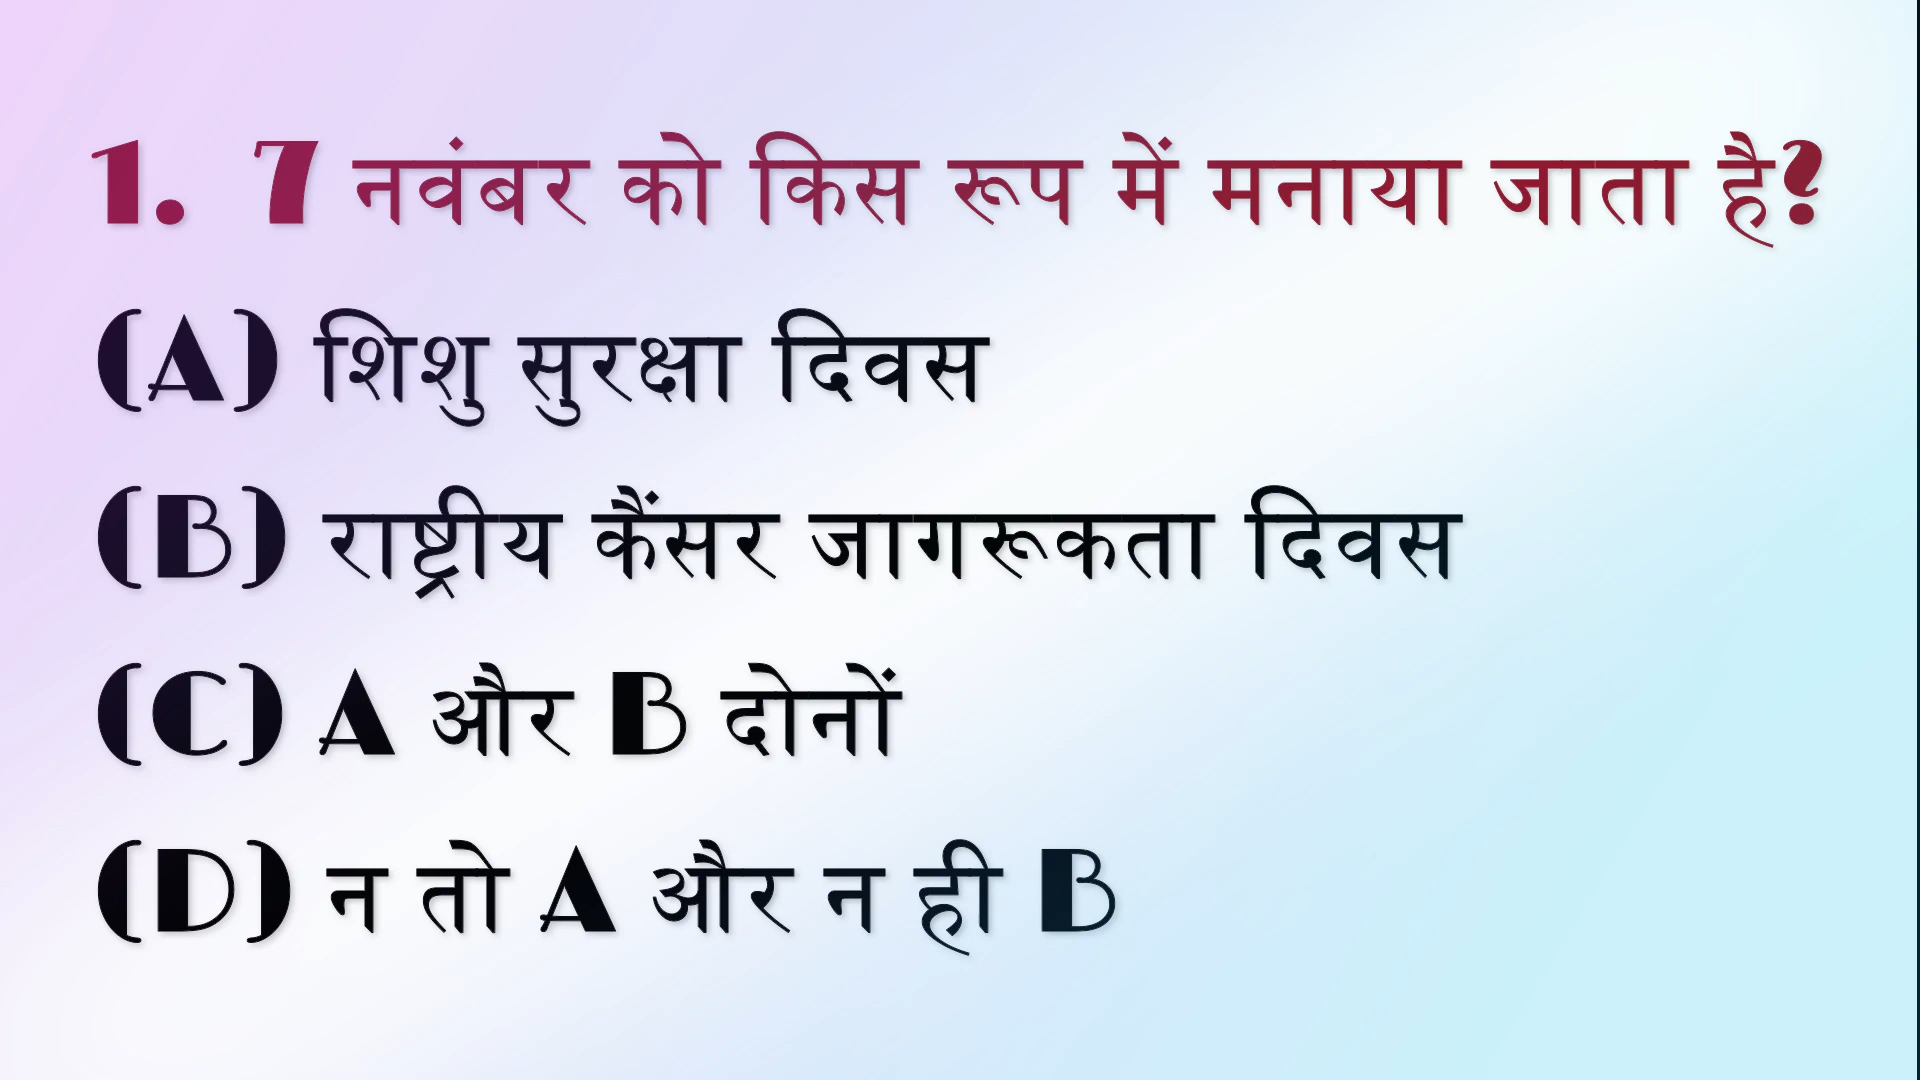 1. 7 नवंबर को किस रूप में मनाया जाता है?
(A) शिशु सुरक्षा दिवस
(B) राष्ट्रीय कैंसर जागरूकता दिवस
(C) A और B दोनों
(D) न तो A और न ही B